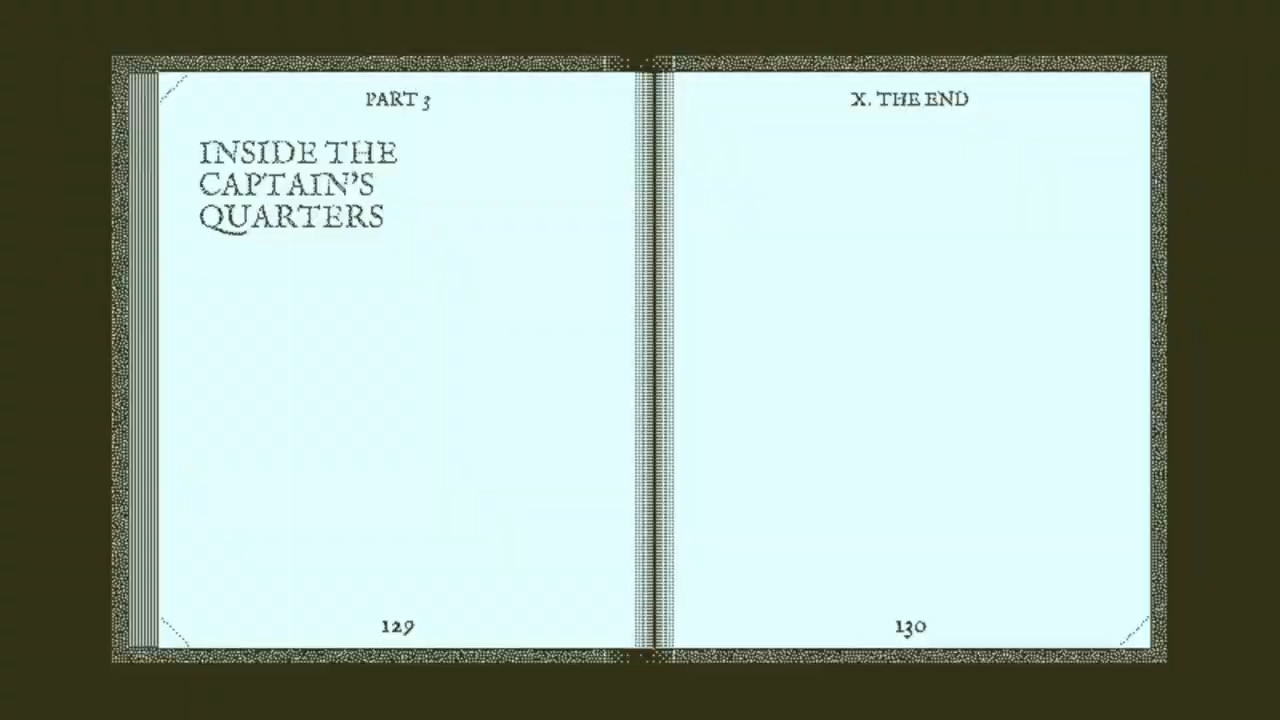 PART 3
INSIDE THE
CAPTAIN'S
QUARTERS
129
X. THE END
130